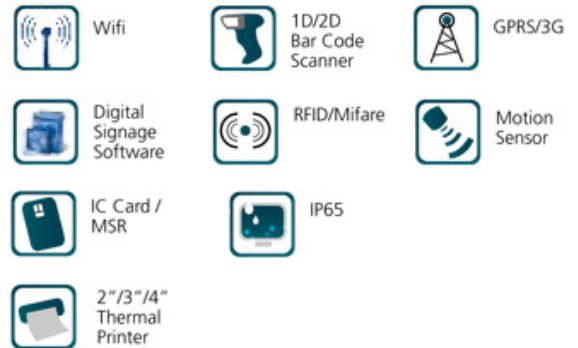 Wifi
1D/2D
Bar Code
Scanner
GPRS/3G
Digital
Signage
Software
RFID/Mifare
Motion
Sensor
IC Card /
MSR
IP65
2"/3"/4"
Thermal
Printer